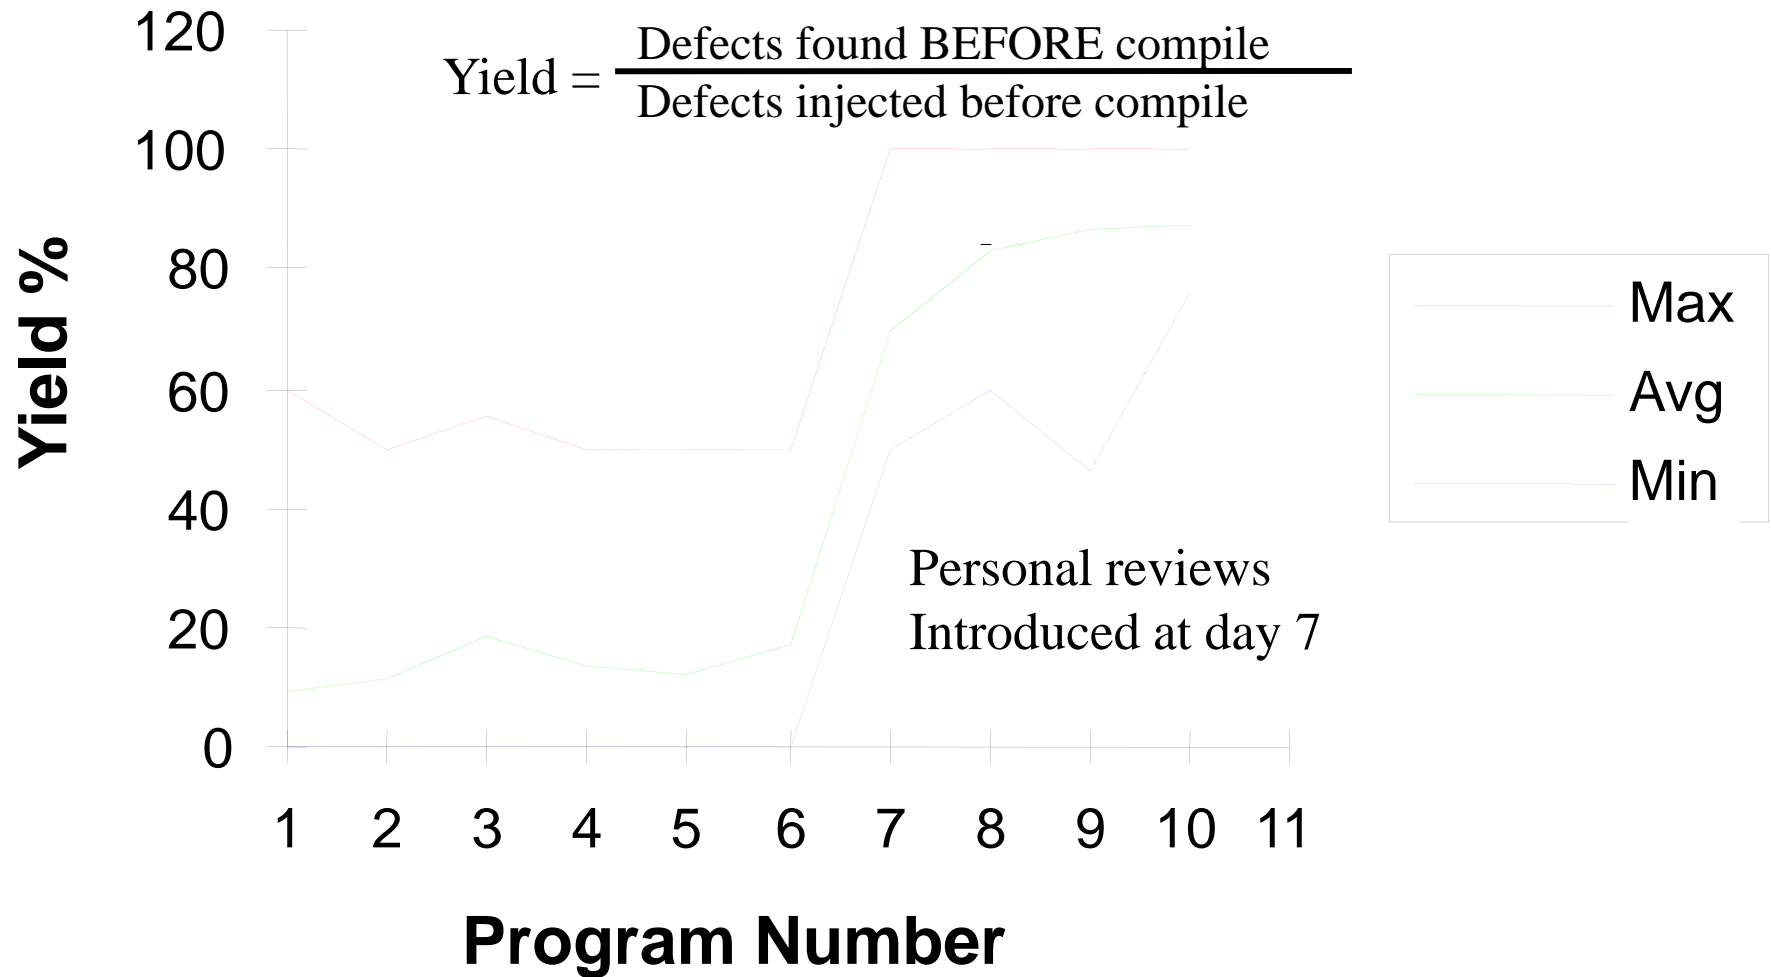 120
Defects found BEFORE compile
Yield =
Defects injected before compile
100
80
60
40
20
0
Yield %
Max
Avg
Min
Personal reviews
Introduced at day 7
1 2 3 4 5 6 7 8 9 10 11
Program Number